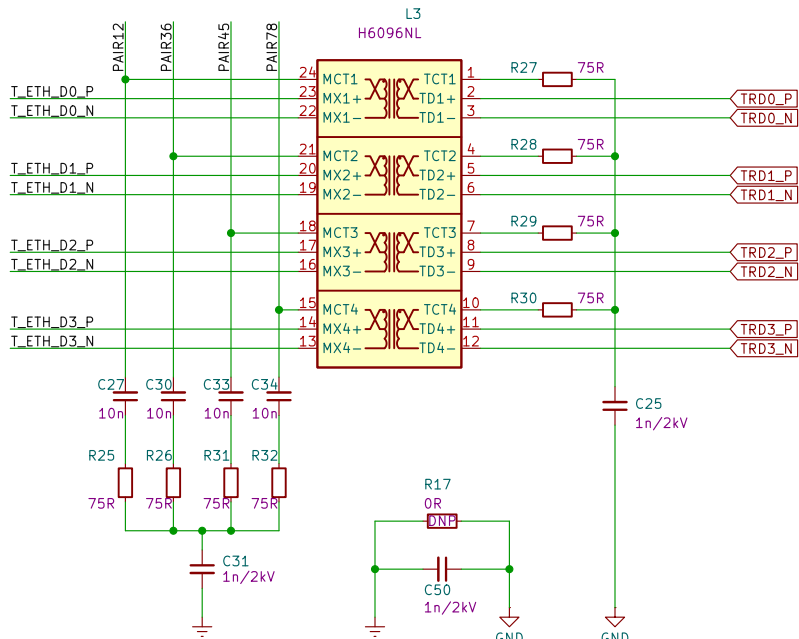 L3
H6096NL
PAIR12
PAIR36
PAIR45
PAIR78
24 MCT1 TCT1 1 R27 75R
T_ETH_D0_P 23 MX1+ TD1+ 2 TRD0_P
T_ETH_D0_N 22 MX1- TD1- 3 TRD0_N
21 MCT2 TCT2 4 R28 75R
T_ETH_D1_P 20 MX2+ TD2+ 5 TRD1_P
T_ETH_D1_N 19 MX2- TD2- 6 TRD1_N
18 MCT3 TCT3 7 R29 75R
T_ETH_D2_P 17 MX3+ TD3+ 8 TRD2_P
T_ETH_D2_N 16 MX3- TD3- 9 TRD2_N
15 MCT4 TCT4 10 R30 75R
T_ETH_D3_P 14 MX4+ TD4+ 11 TRD3_P
T_ETH_D3_N 13 MX4- TD4- 12 TRD3_N
C27 C30 C33 C34
10n 10n 10n 10n
C25
1n/2kV
R25 R26 R31 R32
75R 75R 75R 75R
R17
0R
DNP
C31
1n/2kV
C50
1n/2kV
GND GND